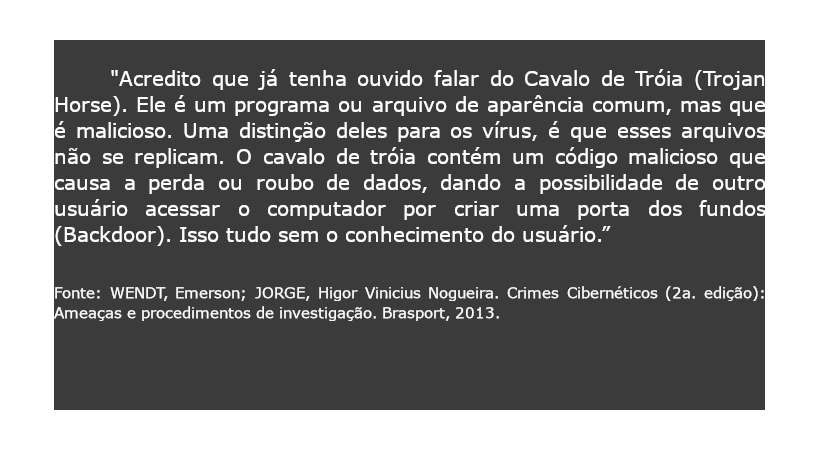 "Acredito que já tenha ouvido falar do Cavalo de Tróia (Trojan
Horse). Ele é um programa ou arquivo de aparência comum, mas que
é malicioso. Uma distinção deles para os vírus, é que esses arquivos
não se replicam. O cavalo de tróia contém um código malicioso que
causa a perda ou roubo de dados, dando a possibilidade de outro
usuário acessar o computador por criar uma porta dos fundos
(Backdoor). Isso tudo sem o conhecimento do usuário.”
Fonte: WENDT, Emerson; JORGE, Higor Vinicius Nogueira. Crimes Cibernéticos (2a. edição):
Ameaças e procedimentos de investigação. Brasport, 2013.